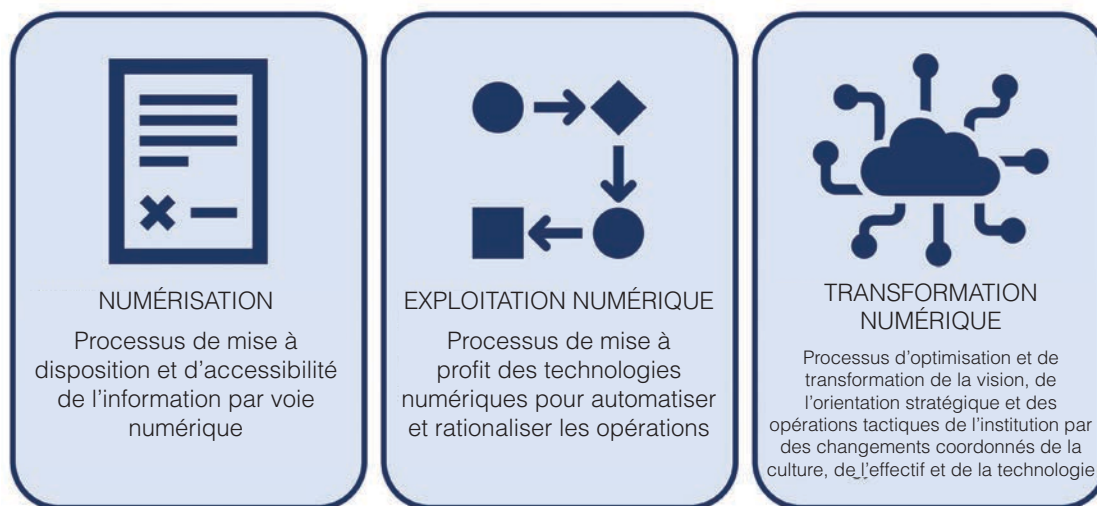 NUMÉRISATION
Processus de mise à
disposition et d’accessibilité
de l’information par voie
numérique
EXPLOITATION NUMÉRIQUE
Processus de mise à
profit des technologies
numériques pour automatiser
et rationaliser les opérations
TRANSFORMATION
NUMÉRIQUE
Processus d’optimisation et de
transformation de la vision, de
l’orientation stratégique et des
opérations tactiques de l’institution par
des changements coordonnés de la
culture, de l’effectif et de la technologie